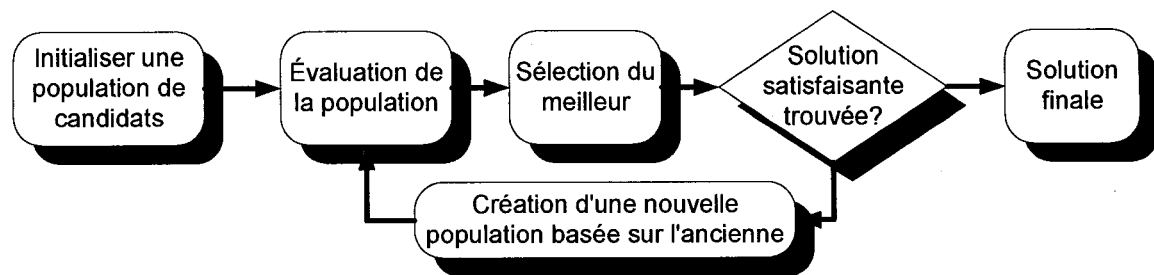 Initialiser une
population de
candidats
Évaluation de
la population
Sélection du
meilleur
Solution
satisfaisante
trouvée?
Solution
finale
Création d'une nouvelle
population basée sur l'ancienne